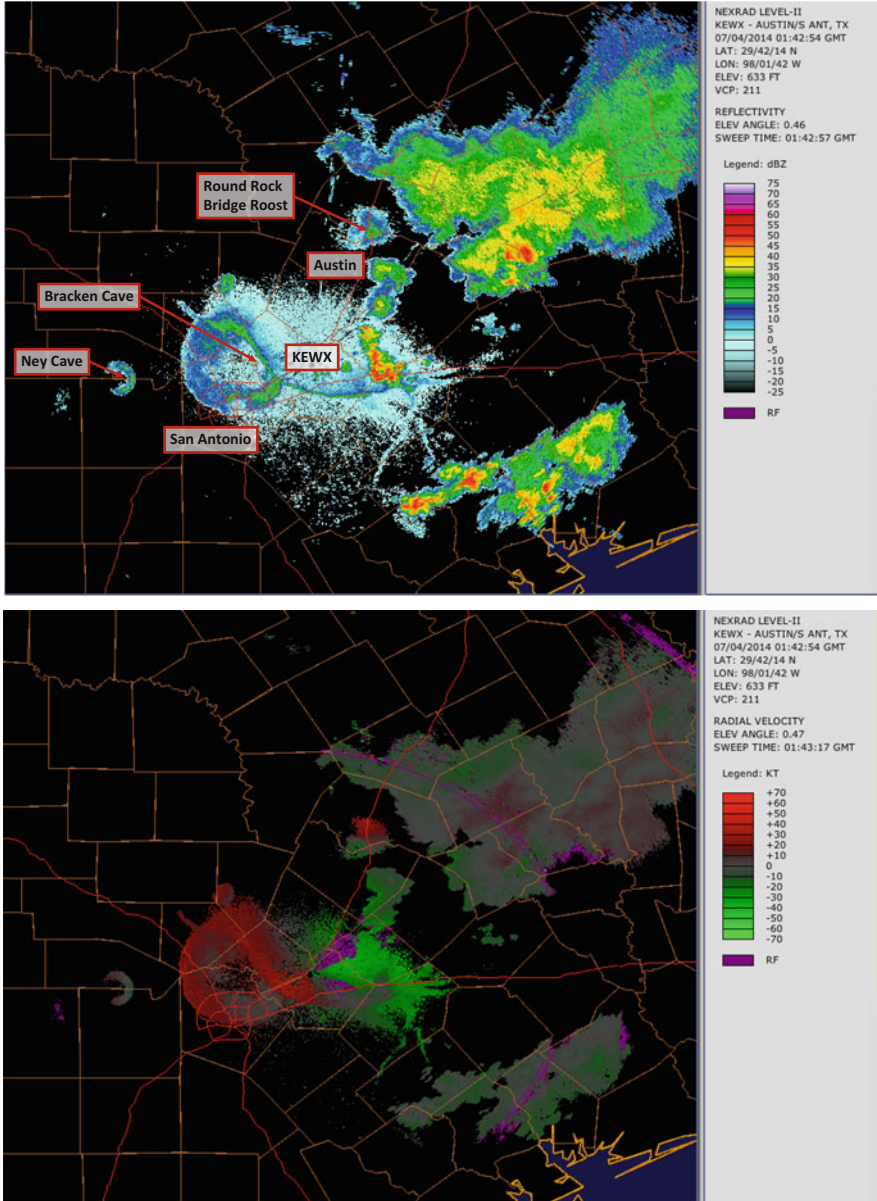 NEXRAD LEVEL-II
KEWX - AUSTIN/S ANT, TX
07/04/2014 01:42:54 GMT
LAT: 29/42/14 N
LON: 98/01/42 W
ELEV: 633 FT
VCP: 211
REFLECTIVITY
ELEV ANGLE: 0.46
SWEEP TIME: 01:42:57 GMT
Legend: dBZ
75
70
65
60
55
50
45
40
35
30
25
20
15
10
5
0
-5
-10
-15
-20
-25
RF
Round Rock
Bridge Roost
Austin
Bracken Cave
KEWX
Ney Cave
San Antonio
NEXRAD LEVEL-II
KEWX - AUSTIN/S ANT, TX
07/04/2014 01:42:54 GMT
LAT: 29/42/14 N
LON: 98/01/42 W
ELEV: 633 FT
VCP: 211
RADIAL VELOCITY
ELEV ANGLE: 0.47
SWEEP TIME: 01:43:17 GMT
Legend: KT
+70
+60
+50
+40
+30
+20
+10
0
-10
-20
-30
-40
-50
-60
-70
RF